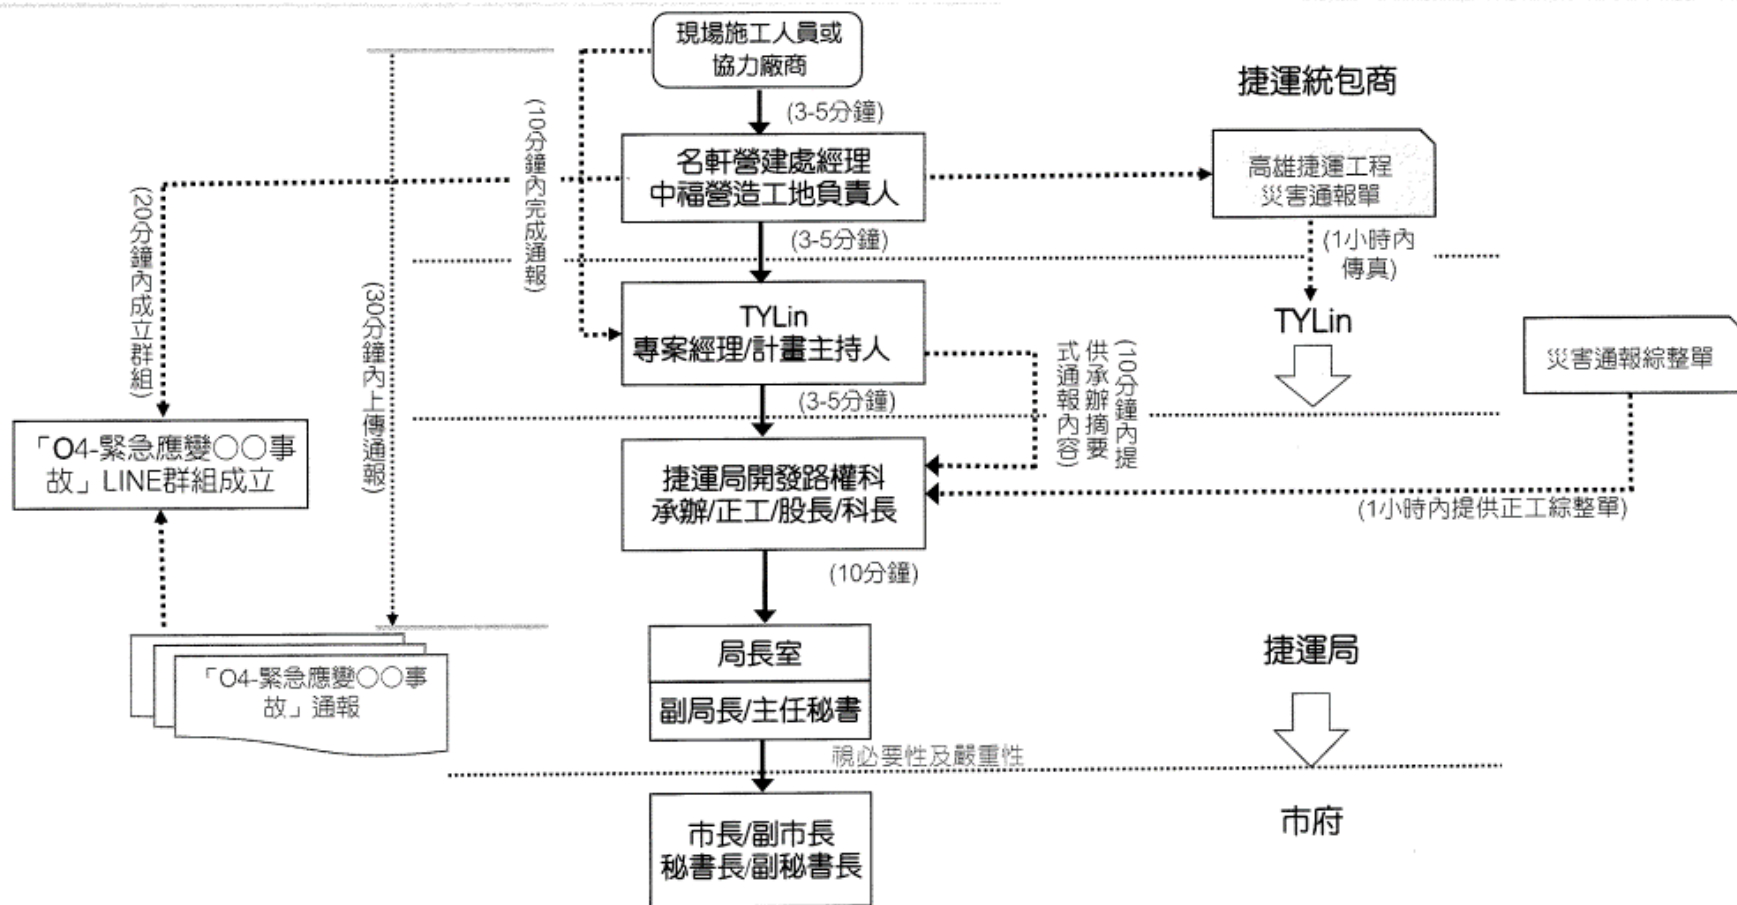 現場施工人員或
協力廠商
捷運統包商
(3-5分鐘)
(10分鐘內完成通報)
名軒營建處經理
中福營造工地負責人
高雄捷運工程
災害通報單
(20分鐘內成立群組)
(3-5分鐘)
(1小時內
傳真)
(30分鐘內上傳通報)
TYLin
專案經理/計畫主持人
TYLin
(10分鐘內提
供承辦摘要
式通報內容)
災害通報綜整單
(3-5分鐘)
「O4-緊急應變〇〇事
故」LINE群組成立
捷運局開發路權科
承辦/正工/股長/科長
(1小時內提供正工綜整單)
(10分鐘)
局長室
捷運局
「O4-緊急應變〇〇事
故」通報
副局長/主任秘書
視必要性及嚴重性
市長/副市長
秘書長/副秘書長
市府